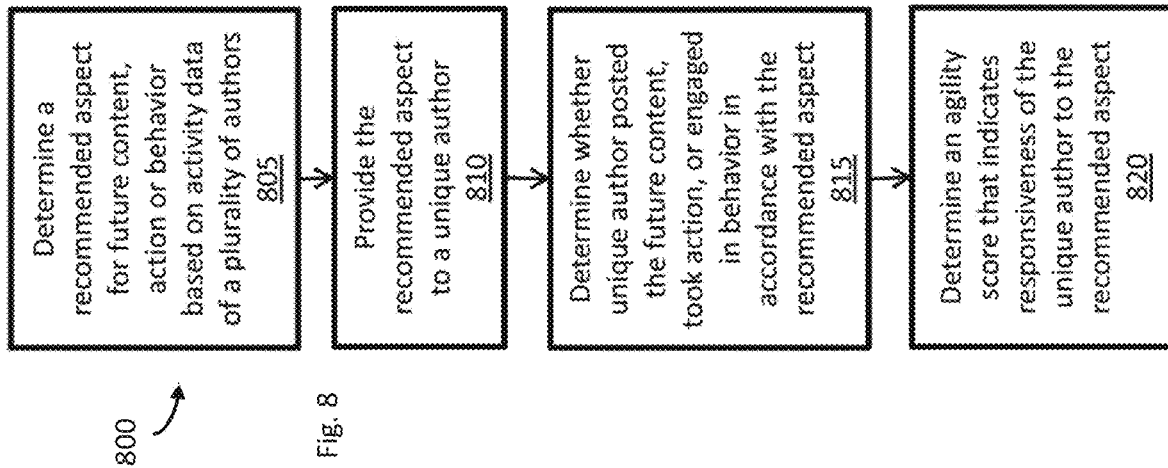 800
Fig. 8
Determine a
recommended aspect
for future content,
action or behavior
based on activity data
of a plurality of authors
805
Provide the
recommended aspect
to a unique author
810
Determine whether
unique author posted
the future content,
took action, or engaged
in behavior in
accordance with the
recommended aspect
815
Determine an agility
score that indicates
responsiveness of the
unique author to the
recommended aspect
820